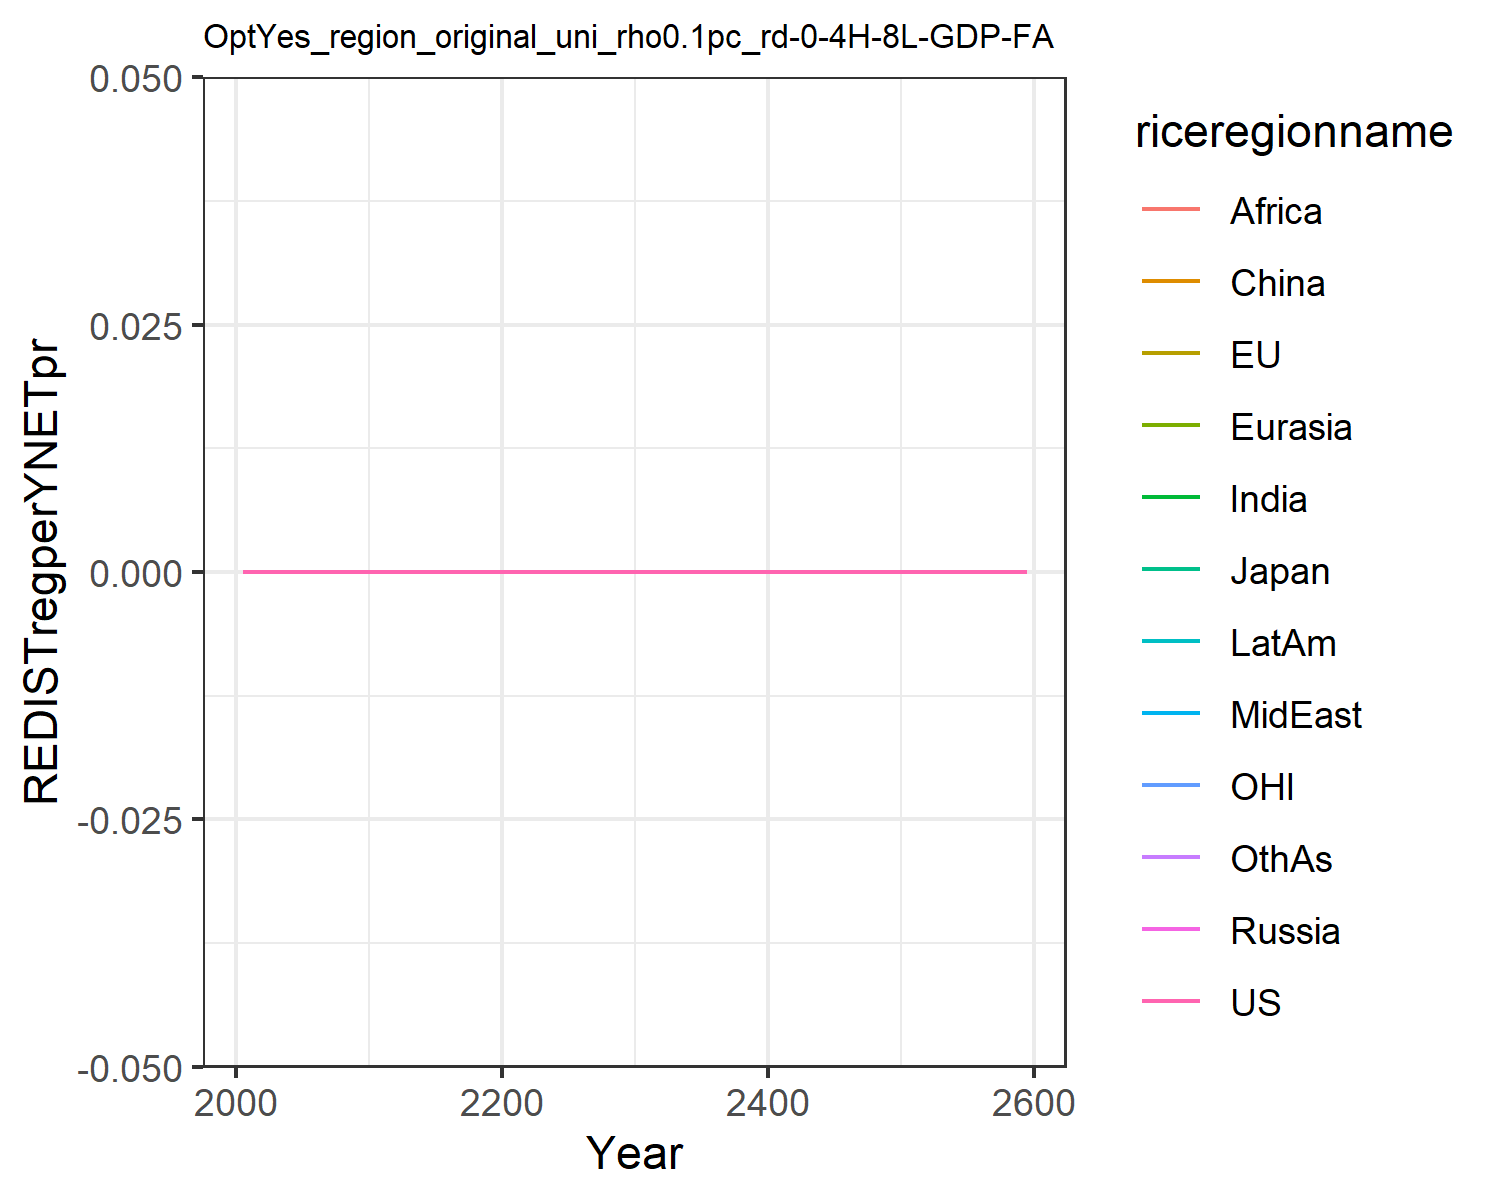 OptYes_region_original_uni_rho0.1pc_rd-0-4H-8L-GDP-FA
0.050
0.025
0.000
-0.025
-0.050
REDISTregperYNETpr
2000 2200 2400 2600
Year
riceregionname
Africa
China
EU
Eurasia
India
Japan
LatAm
MidEast
OHI
OthAs
Russia
US